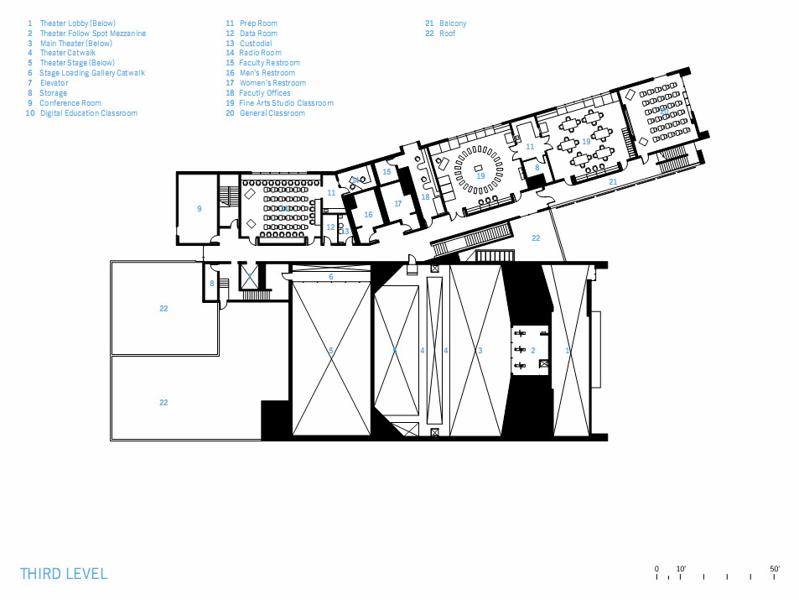 1 Theater Lobby (Below)
2 Theater Follow Spot Mezzanine
3 Main Theater (Below)
4 Theater Catwalk
5 Theater Stage (Below)
6 Stage Loading Gallery Catwalk
7 Elevator
8 Storage
9 Conference Room
10 Digital Education Classroom
11 Prep Room
12 Data Room
13 Custodial
14 Radio Room
15 Faculty Restroom
16 Men's Restroom
17 Women's Restroom
18 Facutly Offices
19 Fine Arts Studio Classroom
20 General Classroom
21 Balcony
22 Roof
11
19
19
8
15
14
11
17
18
21
9
16
12
13
22
8
6
22
5
4
4
3
2
1
22
THIRD LEVEL
0 10' 50'